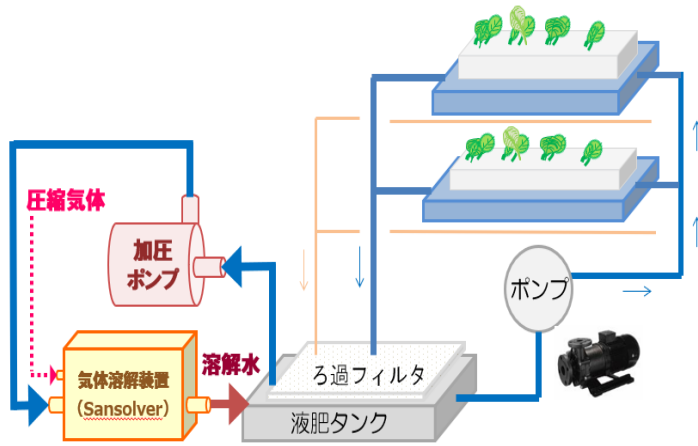 圧縮気体
加圧
ポンプ
ポンプ
溶解水
ろ過フィルタ
気体溶解装置
（Sansolver）
液肥タンク